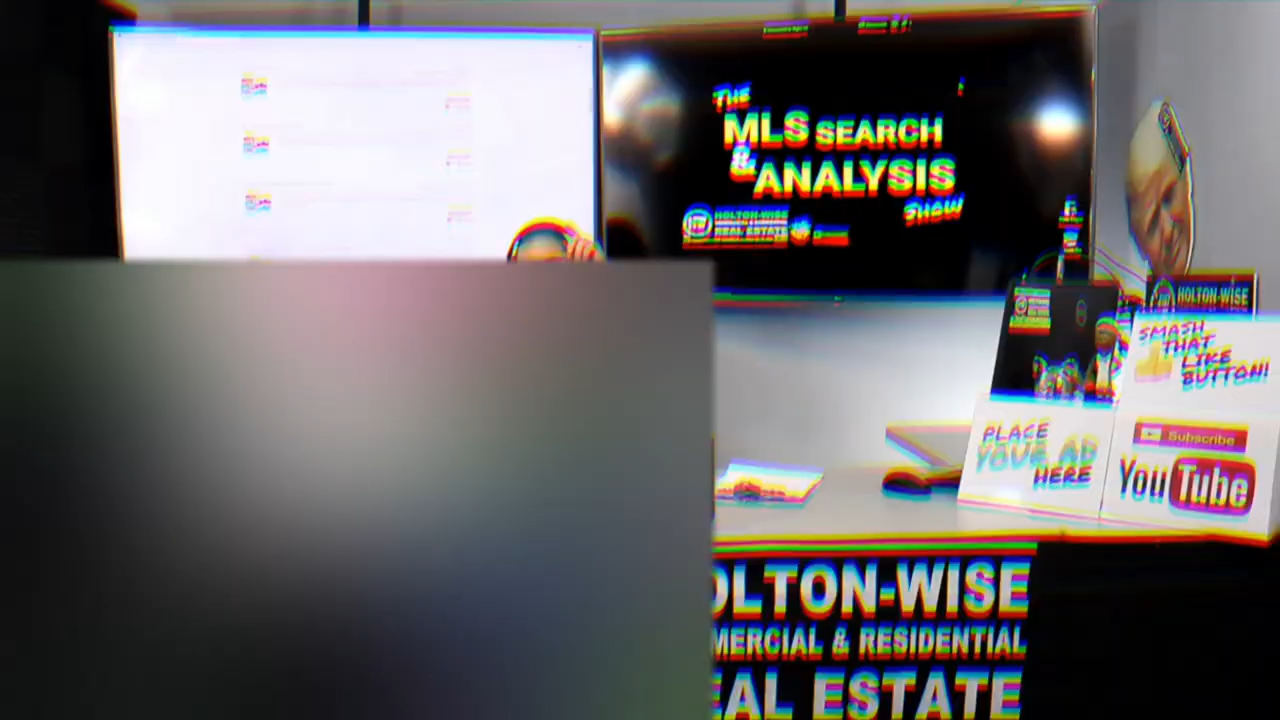 THE
MLS SEARCH
& ANALYSIS
SHOW
HOLTON-WISE
REAL ESTATE
HOLTON-WISE
SMASH
THAT
LIKE
BUTTON!
PLACE
YOUR AD
HERE
Subscribe
YouTube
OLTON-WISE
MERCIAL & RESIDENTIAL
EAL ESTATE